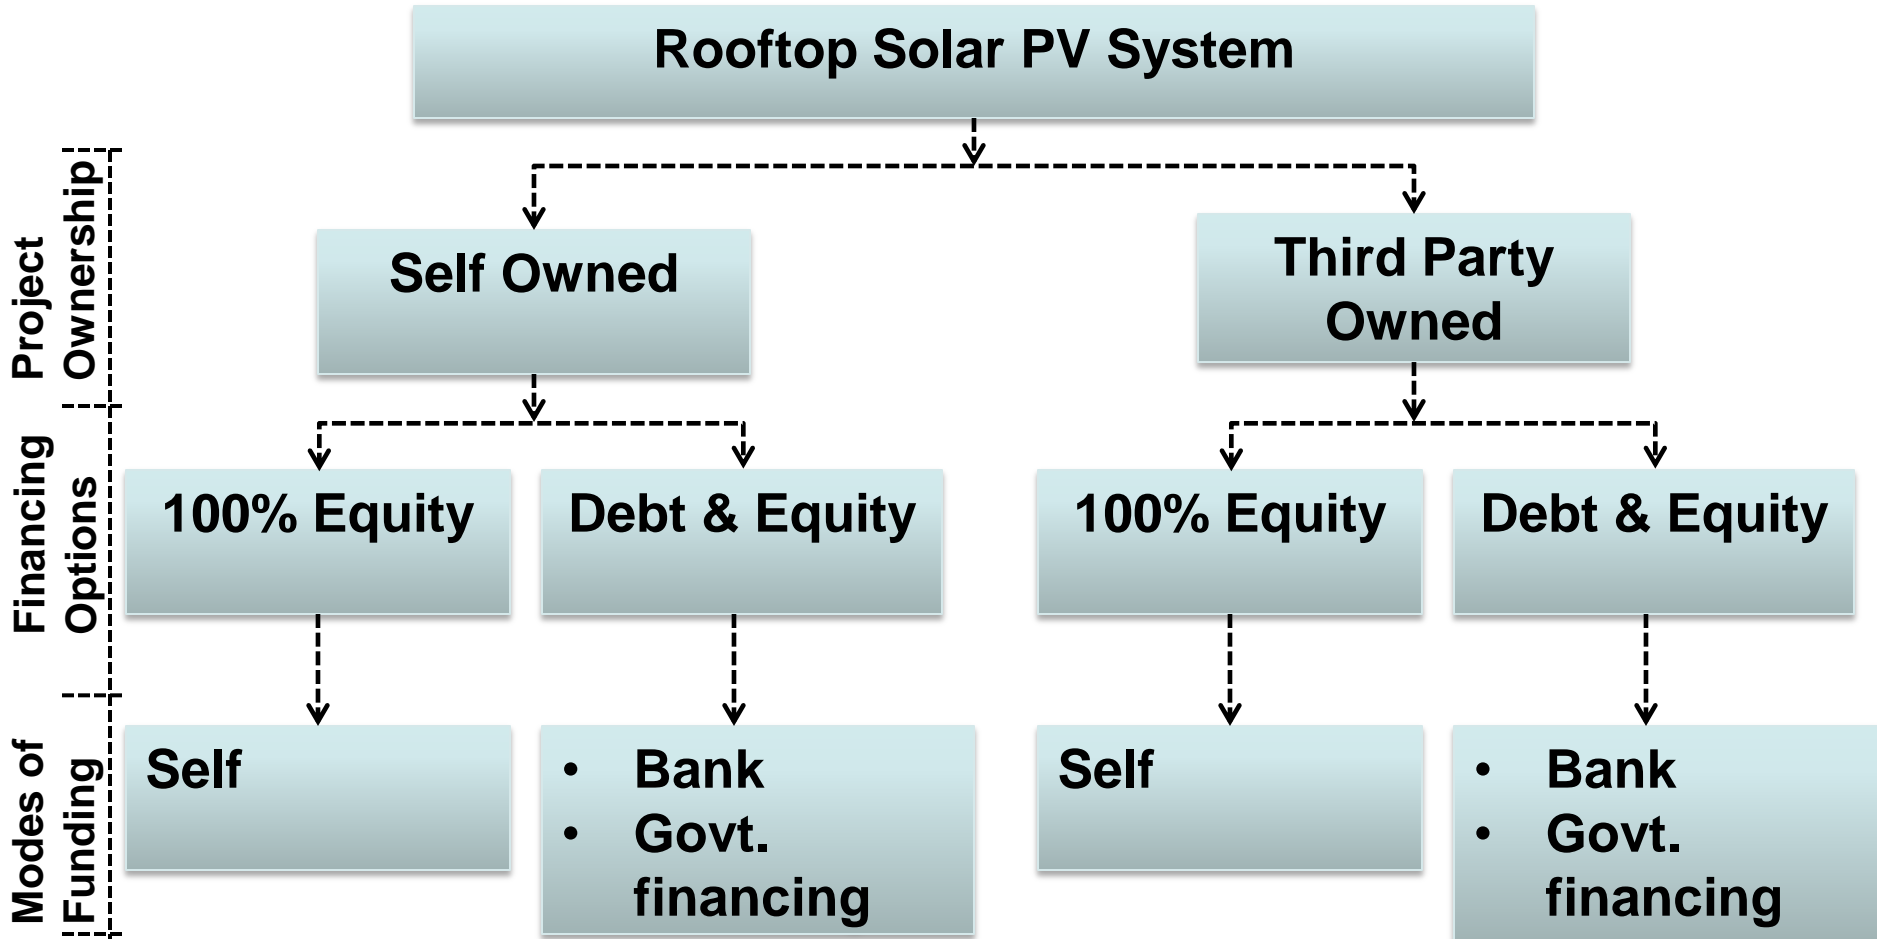 Rooftop Solar PV System
Project
Ownership
Self Owned
Third Party
Owned
Financing
Options
100% Equity
Debt & Equity
100% Equity
Debt & Equity
Modes of
Funding
Self
• Bank
• Govt.
financing
Self
• Bank
• Govt.
financing